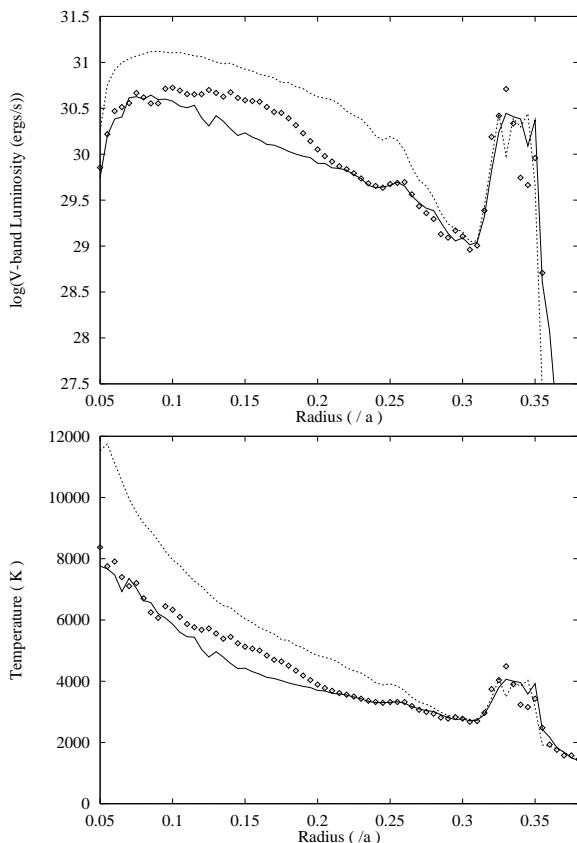 31.5
31
30.5
30
29.5
29
28.5
28
27.5
log(V-band Luminosity (ergs/s))
0.05 0.1 0.15 0.2 0.25 0.3 0.35
Radius ( / a )
12000
10000
8000
6000
4000
2000
0
Temperature ( K )
0.05 0.1 0.15 0.2 0.25 0.3 0.35
Radius ( /a )